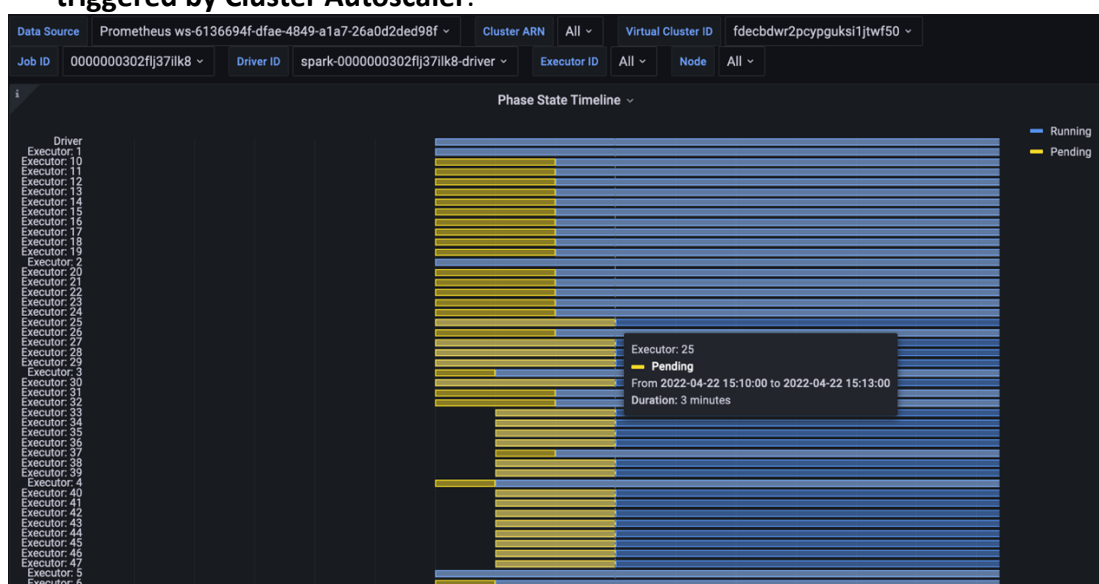 triggered by Cluster Autoscaler.
Data Source Prometheus ws-6136694f-dfae-4849-a1a7-26a0d2ded98f Cluster ARN All Virtual Cluster ID fdecbdwr2pcypguksi1jtwf50
Job ID 0000000302flj37ilk8 Driver ID spark-0000000302flj37ilk8-driver Executor ID All Node All
i
Phase State Timeline
Running
Pending
Driver
Executor: 1
Executor: 10
Executor: 11
Executor: 12
Executor: 13
Executor: 14
Executor: 15
Executor: 16
Executor: 17
Executor: 18
Executor: 19
Executor: 2
Executor: 20
Executor: 21
Executor: 22
Executor: 23
Executor: 24
Executor: 25
Executor: 26
Executor: 27
Executor: 28
Executor: 29
Executor: 3
Executor: 30
Executor: 31
Executor: 32
Executor: 33
Executor: 34
Executor: 35
Executor: 36
Executor: 37
Executor: 38
Executor: 39
Executor: 4
Executor: 40
Executor: 41
Executor: 42
Executor: 43
Executor: 44
Executor: 45
Executor: 46
Executor: 47
Executor: 5
Executor: 6
Executor: 25
Pending
From 2022-04-22 15:10:00 to 2022-04-22 15:13:00
Duration: 3 minutes